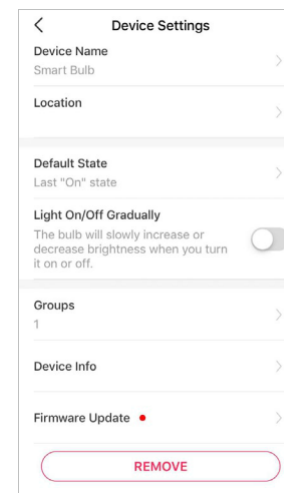 Device Settings
Device Name
Smart Bulb
Location
Default State
Last "On" state
Light On/Off Gradually
The bulb will slowly increase or
decrease brightness when you turn
it on or off.
Groups
1
Device Info
Firmware Update
REMOVE